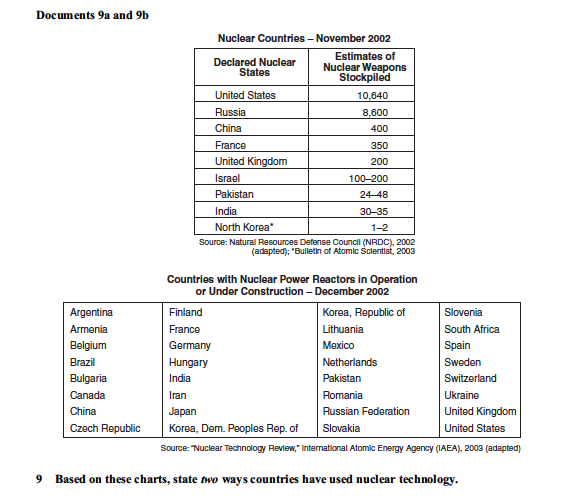 Documents 9a and 9b
Nuclear Countries – November 2002
Declared Nuclear States Estimates of Nuclear Weapons Stockpiled
United States 10,640
Russia 8,600
China 400
France 350
United Kingdom 200
Israel 100–200
Pakistan 24–48
India 30–35
North Korea* 1–2
Source: Natural Resources Defense Council (NRDC), 2002
(adapted); *Bulletin of Atomic Scientist, 2003
Countries with Nuclear Power Reactors in Operation
or Under Construction – December 2002
Argentina Finland Korea, Republic of Slovenia
Armenia France Lithuania South Africa
Belgium Germany Mexico Spain
Brazil Hungary Netherlands Sweden
Bulgaria India Pakistan Switzerland
Canada Iran Romania Ukraine
China Japan Russian Federation United Kingdom
Czech Republic Korea, Dem. Peoples Rep. of Slovakia United States
Source: "Nuclear Technology Review," International Atomic Energy Agency (IAEA), 2003 (adapted)
9 Based on these charts, state two ways countries have used nuclear technology.